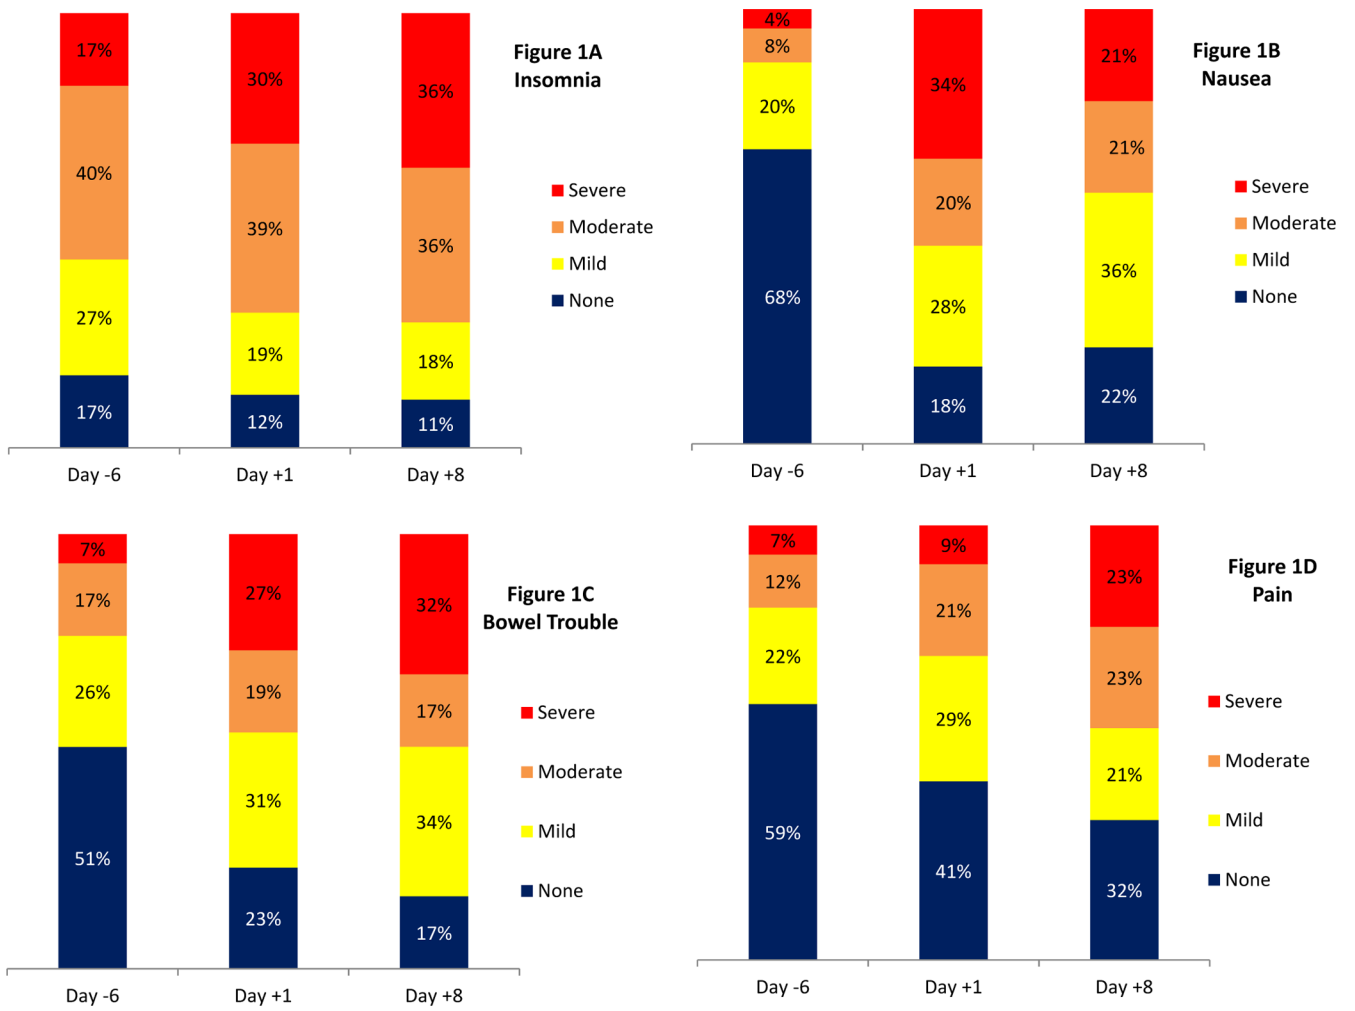 Figure 1A
Insomnia
17%
40%
27%
17%
30%
39%
19%
12%
36%
36%
18%
11%
Severe
Moderate
Mild
None
Day -6
Day +1
Day +8
Figure 1B
Nausea
4%
8%
20%
68%
34%
20%
28%
18%
21%
21%
36%
22%
Severe
Moderate
Mild
None
Day -6
Day +1
Day +8
Figure 1C
Bowel Trouble
7%
17%
26%
51%
27%
19%
31%
23%
32%
17%
34%
17%
Severe
Moderate
Mild
None
Day -6
Day +1
Day +8
Figure 1D
Pain
7%
12%
22%
59%
9%
21%
29%
41%
23%
23%
21%
32%
Severe
Moderate
Mild
None
Day -6
Day +1
Day +8